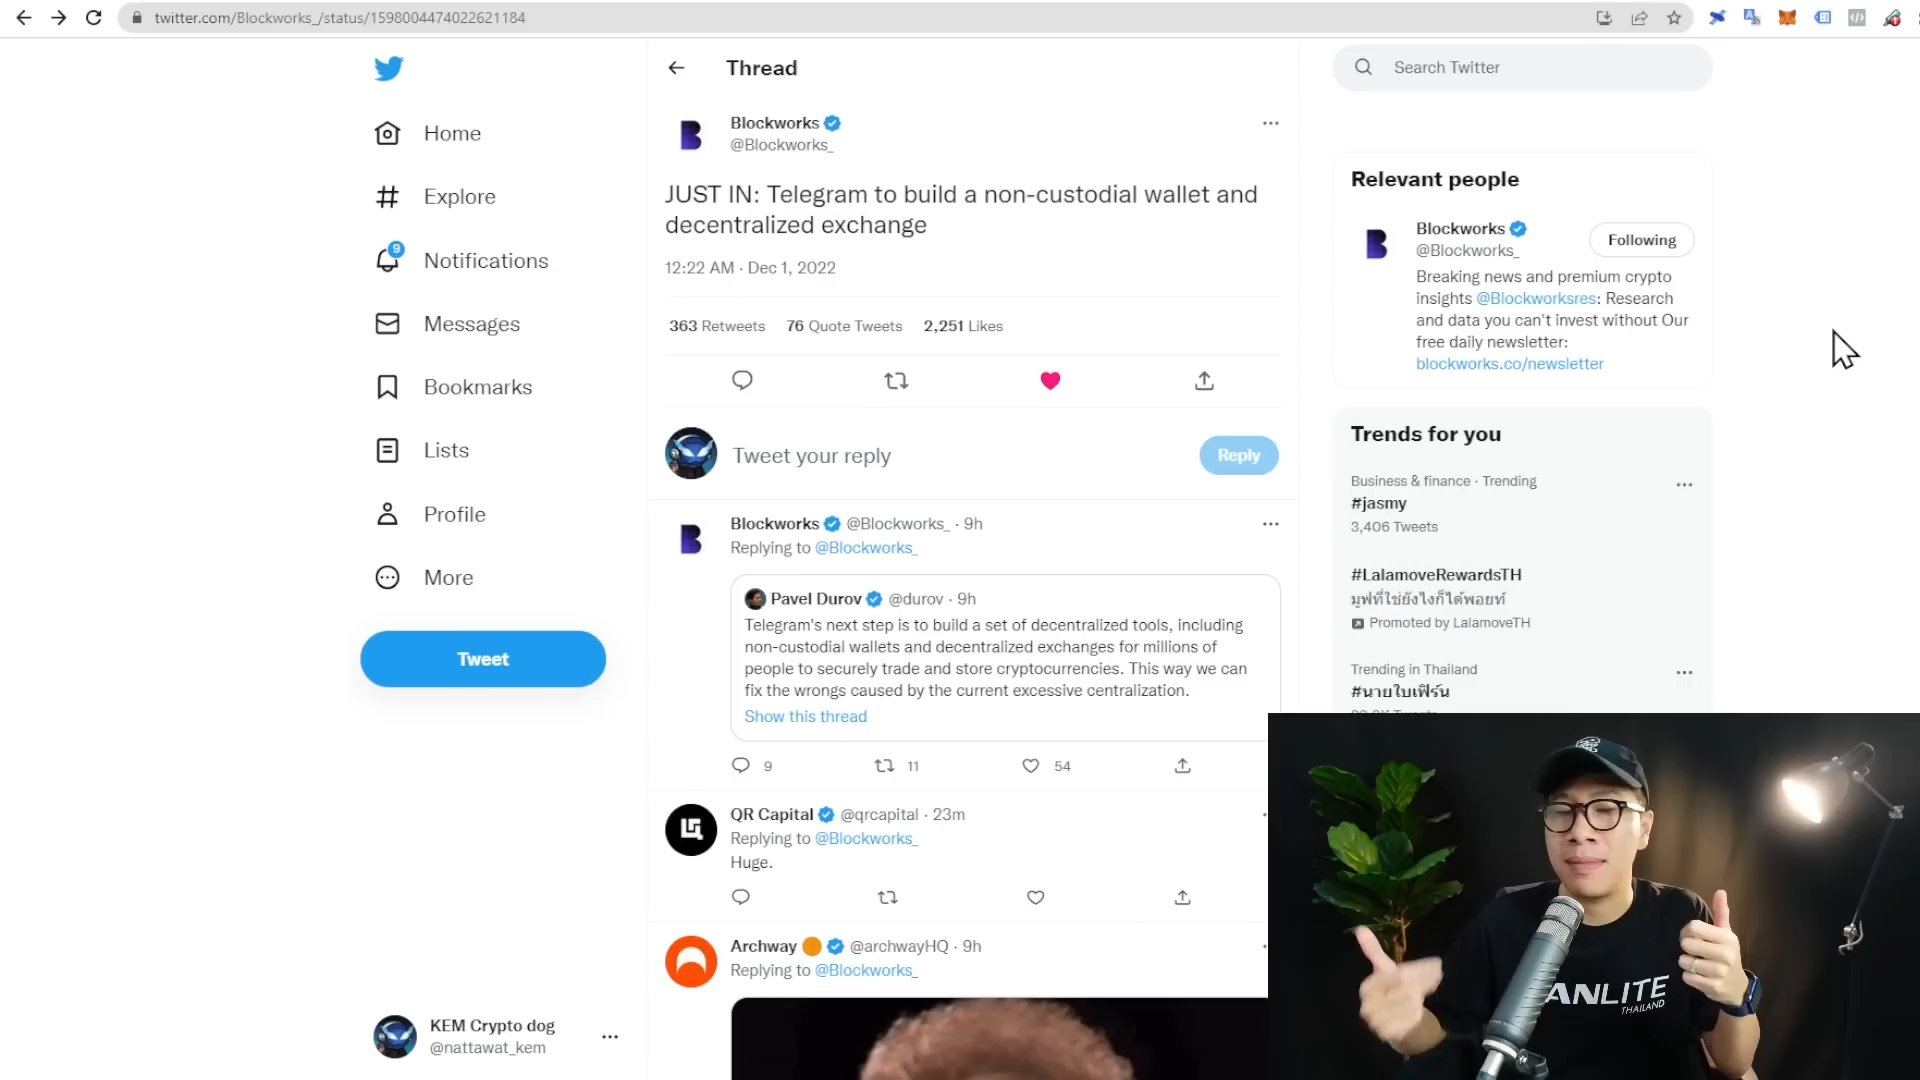 twitter.com/Blockworks_/status/1598004474022621184
Thread
Search Twitter
Home
Explore
9
Notifications
Messages
Bookmarks
Lists
Profile
More
Tweet
KEM Crypto dog
@nattawat_kem
Blockworks
@Blockworks_
JUST IN: Telegram to build a non-custodial wallet and
decentralized exchange
12:22 AM · Dec 1, 2022
363 Retweets 76 Quote Tweets 2,251 Likes
Tweet your reply
Reply
Blockworks @Blockworks_ · 9h
Replying to @Blockworks_
Pavel Durov @durov · 9h
Telegram's next step is to build a set of decentralized tools, including
non-custodial wallets and decentralized exchanges for millions of
people to securely trade and store cryptocurrencies. This way we can
fix the wrongs caused by the current excessive centralization.
Show this thread
9 11 54
QR Capital @qrcapital · 23m
Replying to @Blockworks_
Huge.
Archway @archwayHQ · 9h
Replying to @Blockworks_
Relevant people
Blockworks
@Blockworks_
Following
Breaking news and premium crypto
insights @Blockworksres: Research
and data you can't invest without Our
free daily newsletter:
blockworks.co/newsletter
Trends for you
Business & finance · Trending
#jasmy
3,406 Tweets
#LalamoveRewardsTH
มูฟที่ใช่ยังไงก็ได้พอยท์
Promoted by LalamoveTH
Trending in Thailand
#นายใบเฟิร์น
ANLITE
THAILAND